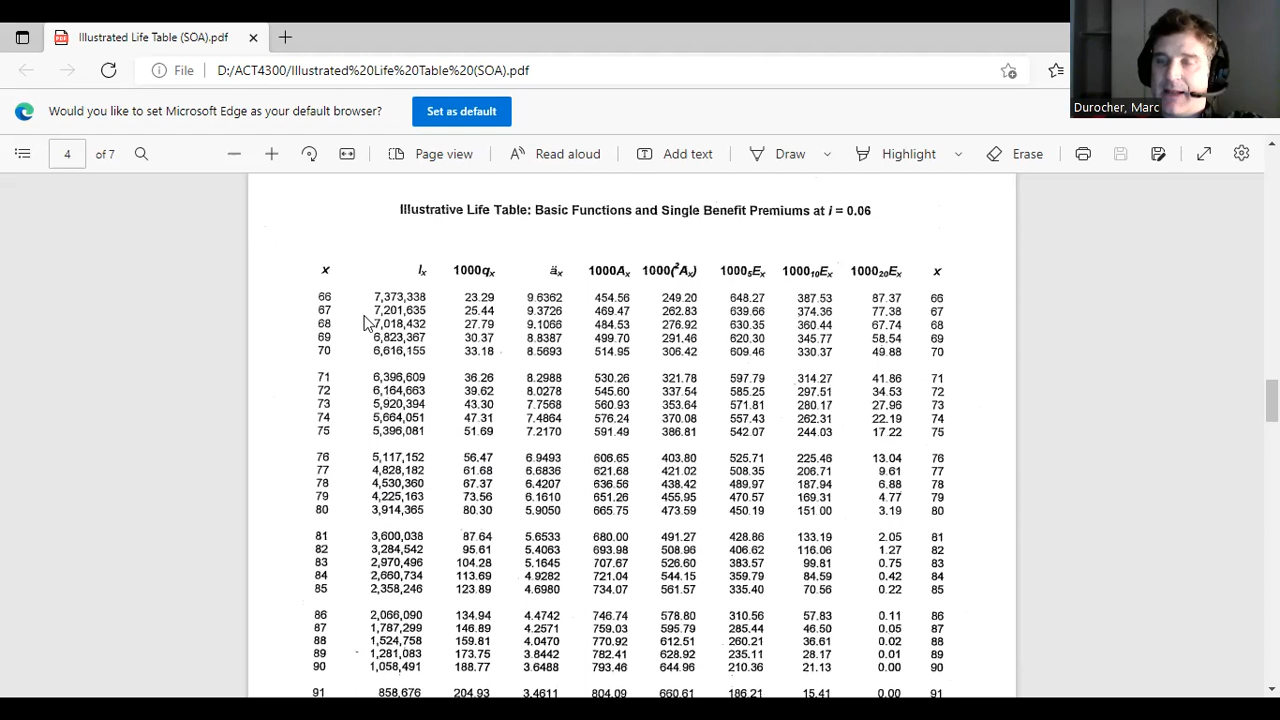 Illustrated Life Table (SOA).pdf
File D:/ACT4300/Illustrated%20Life%20Table%20(SOA).pdf
Durocher, Marc
Would you like to set Microsoft Edge as your default browser? Set as default
4 of 7 Page view Read aloud Add text Draw Highlight Erase
Illustrative Life Table: Basic Functions and Single Benefit Premiums at i = 0.06
x lx 1000qx äx 1000Ax 1000(²Ax) 1000₅Ex 1000₁₀Ex 1000₂₀Ex x
66 7,373,338 23.29 9.6362 454.56 249.20 648.27 387.53 87.37 66
67 7,201,635 25.44 9.3726 469.47 262.83 639.66 374.36 77.38 67
68 7,018,432 27.79 9.1066 484.53 276.92 630.35 360.44 67.74 68
69 6,823,367 30.37 8.8387 499.70 291.46 620.30 345.77 58.54 69
70 6,616,155 33.18 8.5693 514.95 306.42 609.46 330.37 49.88 70
71 6,396,609 36.26 8.2988 530.26 321.78 597.79 314.27 41.86 71
72 6,164,663 39.62 8.0278 545.60 337.54 585.25 297.51 34.53 72
73 5,920,394 43.30 7.7568 560.93 353.64 571.81 280.17 27.96 73
74 5,664,051 47.31 7.4864 576.24 370.08 557.43 262.31 22.19 74
75 5,396,081 51.69 7.2170 591.49 386.81 542.07 244.03 17.22 75
76 5,117,152 56.47 6.9493 606.65 403.80 525.71 225.46 13.04 76
77 4,828,182 61.68 6.6836 621.68 421.02 508.35 206.71 9.61 77
78 4,530,360 67.37 6.4207 636.56 438.42 489.97 187.94 6.88 78
79 4,225,163 73.56 6.1610 651.26 455.95 470.57 169.31 4.77 79
80 3,914,365 80.30 5.9050 665.75 473.59 450.19 151.00 3.19 80
81 3,600,038 87.64 5.6533 680.00 491.27 428.86 133.19 2.05 81
82 3,284,542 95.61 5.4063 693.98 508.96 406.62 116.06 1.27 82
83 2,970,496 104.28 5.1645 707.67 526.60 383.57 99.81 0.75 83
84 2,660,734 113.69 4.9282 721.04 544.15 359.79 84.59 0.42 84
85 2,358,246 123.89 4.6980 734.07 561.57 335.40 70.56 0.22 85
86 2,066,090 134.94 4.4742 746.74 578.80 310.56 57.83 0.11 86
87 1,787,299 146.89 4.2571 759.03 595.79 285.44 46.50 0.05 87
88 1,524,758 159.81 4.0470 770.92 612.51 260.21 36.61 0.02 88
89 1,281,083 173.75 3.8442 782.41 628.92 235.11 28.17 0.01 89
90 1,058,491 188.77 3.6488 793.46 644.96 210.36 21.13 0.00 90
91 858,676 204.93 3.4611 804.09 660.61 186.21 15.41 0.00 91